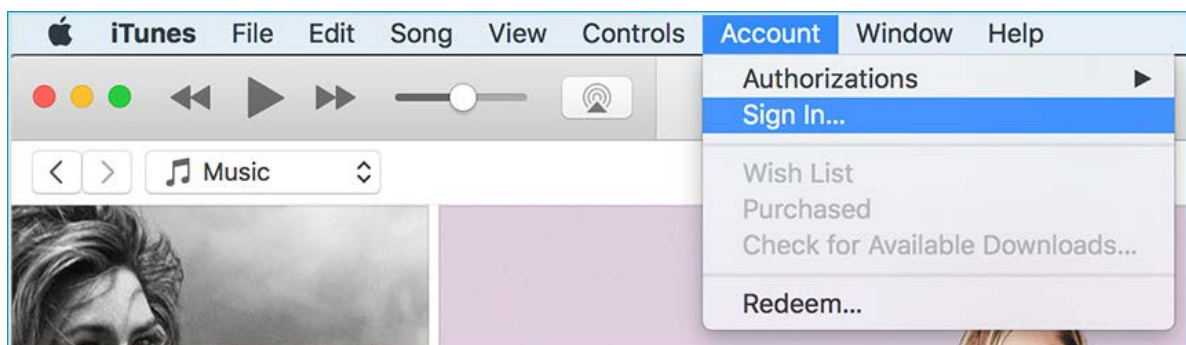 iTunes File Edit Song View Controls Account Window Help
Authorizations
Sign In...
Music
Wish List
Purchased
Check for Available Downloads...
Redeem...